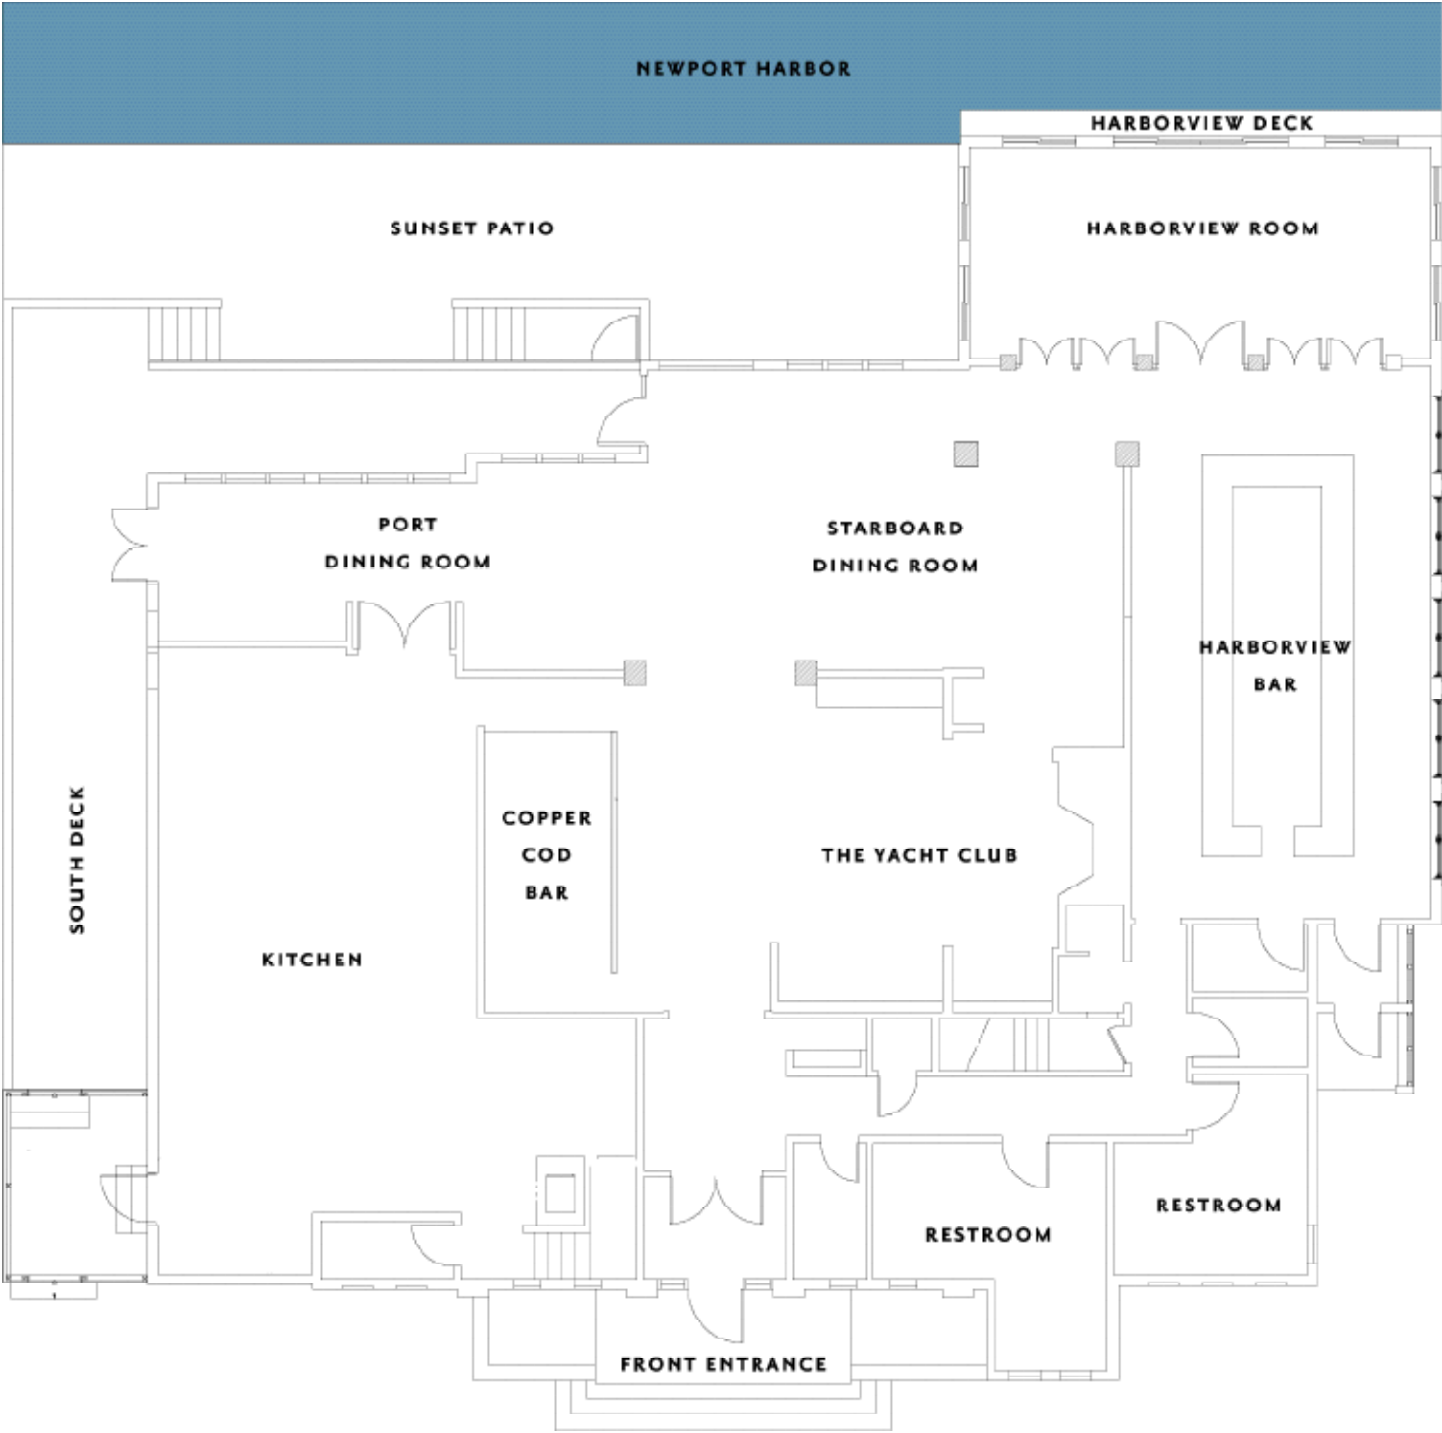 NEWPORT HARBOR
HARBORVIEW DECK
SUNSET PATIO
HARBORVIEW ROOM
PORT
DINING ROOM
STARBOARD
DINING ROOM
HARBORVIEW
BAR
SOUTH DECK
COPPER
COD
BAR
THE YACHT CLUB
KITCHEN
RESTROOM
RESTROOM
FRONT ENTRANCE